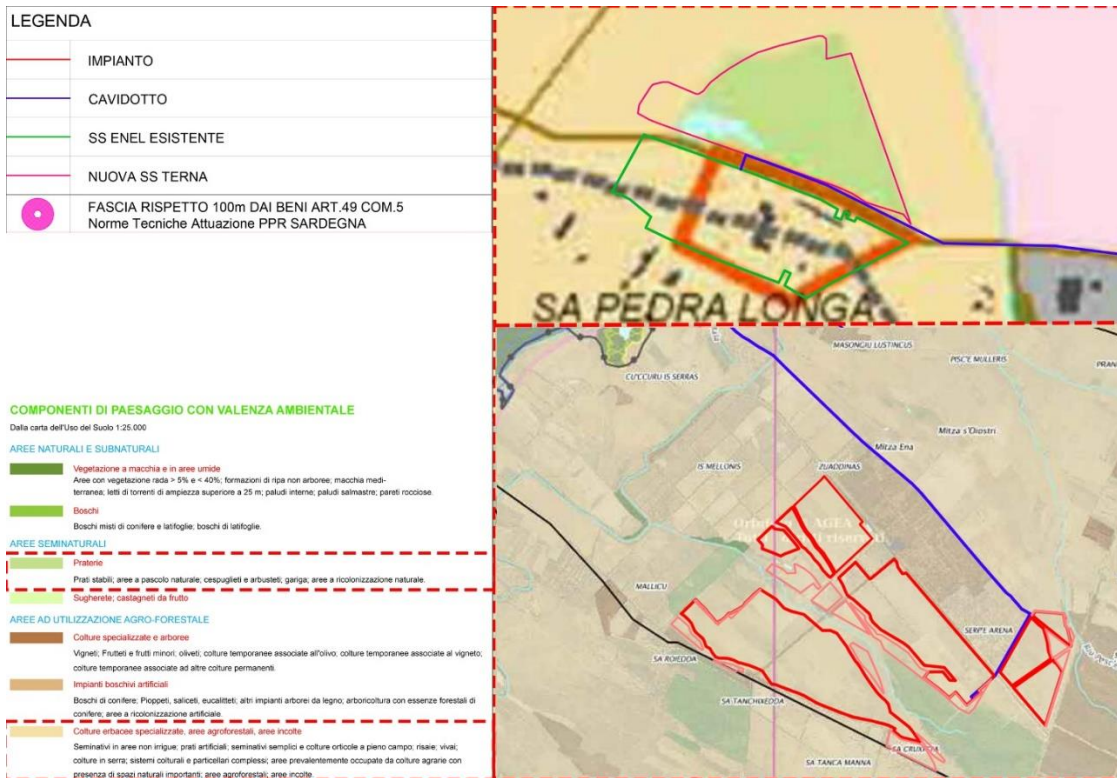 LEGENDA
IMPIANTO
CAVIDOTTO
SS ENEL ESISTENTE
NUOVA SS TERNA
FASCIA RISPETTO 100m DAI BENI ART.49 COM.5
Norme Tecniche Attuazione PPR SARDEGNA
COMPONENTI DI PAESAGGIO CON VALENZA AMBIENTALE
Dalla carta dell'Uso del Suolo 1:25.000
AREE NATURALI E SUBNATURALI
Vegetazione a macchia e in aree umide
Aree con vegetazione rada > 5% e < 40%; formazioni di ripa non arboree; macchia medi-
terranea; letti di torrenti di ampiezza superiore a 25 m; paludi interne; paludi salmastre; pareti rocciose.
Boschi
Boschi misti di conifere e latifoglie; boschi di latifoglie.
AREE SEMINATURALI
Praterie
Prati stabili; aree a pascolo naturale; cespuglieti e arbusteti; gariga; aree a ricolonizzazione naturale.
Sugherete; castagneti da frutto
AREE AD UTILIZZAZIONE AGRO-FORESTALE
Colture specializzate e arboree
Vigneti; Frutteti e frutti minori; oliveti; colture temporanee associate all'olivo; colture temporanee associate al vigneto;
colture temporanee associate ad altre colture permanenti.
Impianti boschivi artificiali
Boschi di conifere; Pioppeti, saliceti, eucalitteti; altri impianti arborei da legno; arboricoltura con essenze forestali di
conifere; aree a ricolonizzazione artificiale.
Colture erbacee specializzate, aree agroforestali, aree incolte
Seminativi in aree non irrigue; prati artificiali; seminativi semplici e colture orticole a pieno campo; risaie; vivai;
colture in serra; sistemi colturali e particellari complessi; aree prevalentemente occupate da colture agrarie con
presenza di spazi naturali importanti; aree agroforestali; aree incolte.
SA PEDRA LONGA
MASONGIU LUSTINCUS
PISC'E MULLERIS
PRAN
CUCCURU IS SERRAS
Mitza s'Oiostri
Mitza Ena
IS MELLONIS
ZUADDINAS
AGEA
MALLICU
SERP'E ARENA
SA ROIEDDA
SA TANCHIXEDDA
SA TANCA MANNA